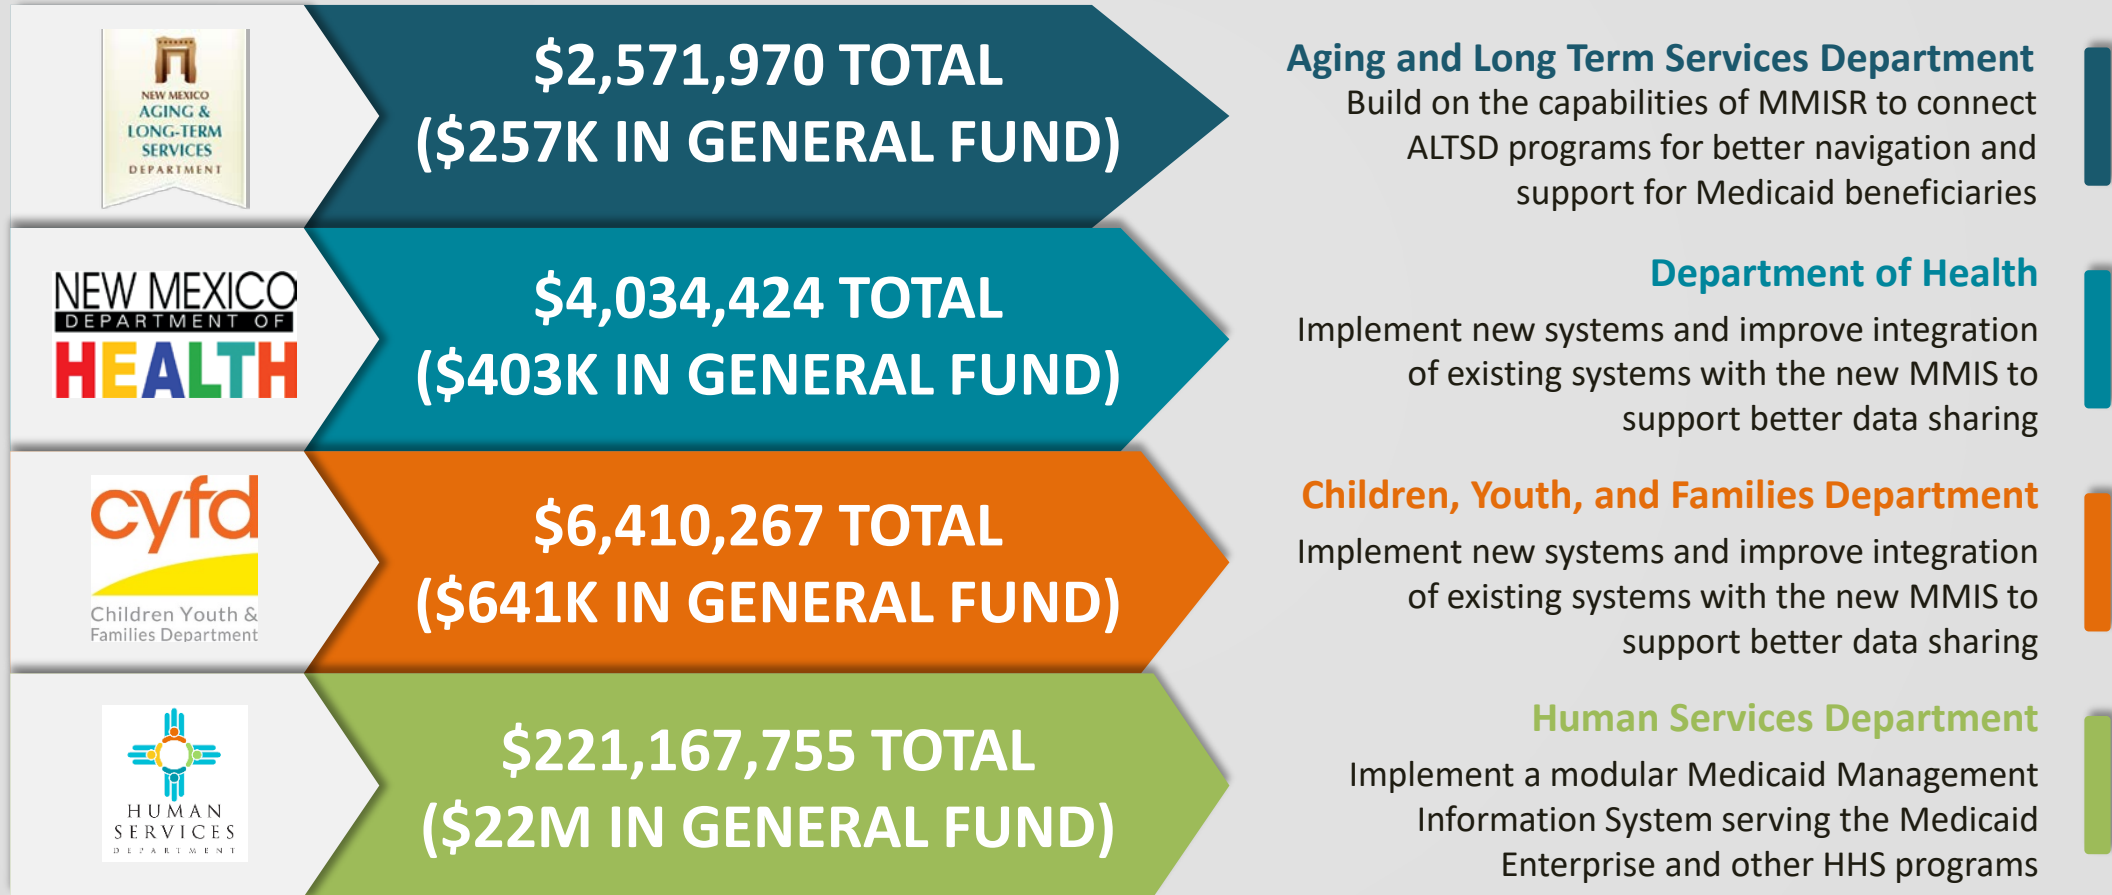 NEW MEXICO
AGING &
LONG-TERM
SERVICES
DEPARTMENT
$2,571,970 TOTAL
($257K IN GENERAL FUND)
Aging and Long Term Services Department
Build on the capabilities of MMISR to connect
ALTSD programs for better navigation and
support for Medicaid beneficiaries
NEW MEXICO
DEPARTMENT OF
HEALTH
$4,034,424 TOTAL
($403K IN GENERAL FUND)
Department of Health
Implement new systems and improve integration
of existing systems with the new MMIS to
support better data sharing
cyfd
Children Youth &
Families Department
$6,410,267 TOTAL
($641K IN GENERAL FUND)
Children, Youth, and Families Department
Implement new systems and improve integration
of existing systems with the new MMIS to
support better data sharing
HUMAN
SERVICES
DEPARTMENT
$221,167,755 TOTAL
($22M IN GENERAL FUND)
Human Services Department
Implement a modular Medicaid Management
Information System serving the Medicaid
Enterprise and other HHS programs